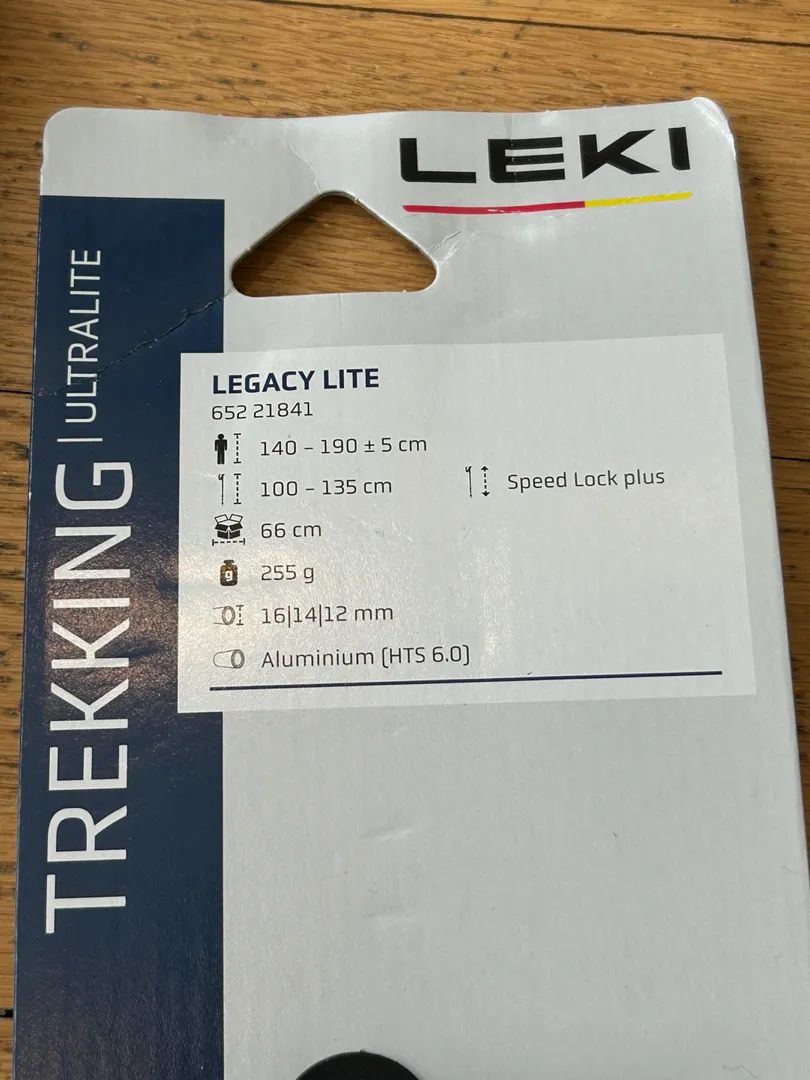 LEKI
TREKKING | ULTRALITE
LEGACY LITE
652 21841
140 – 190 ± 5 cm
100 – 135 cm
Speed Lock plus
66 cm
g
255 g
16|14|12 mm
Aluminium (HTS 6.0)